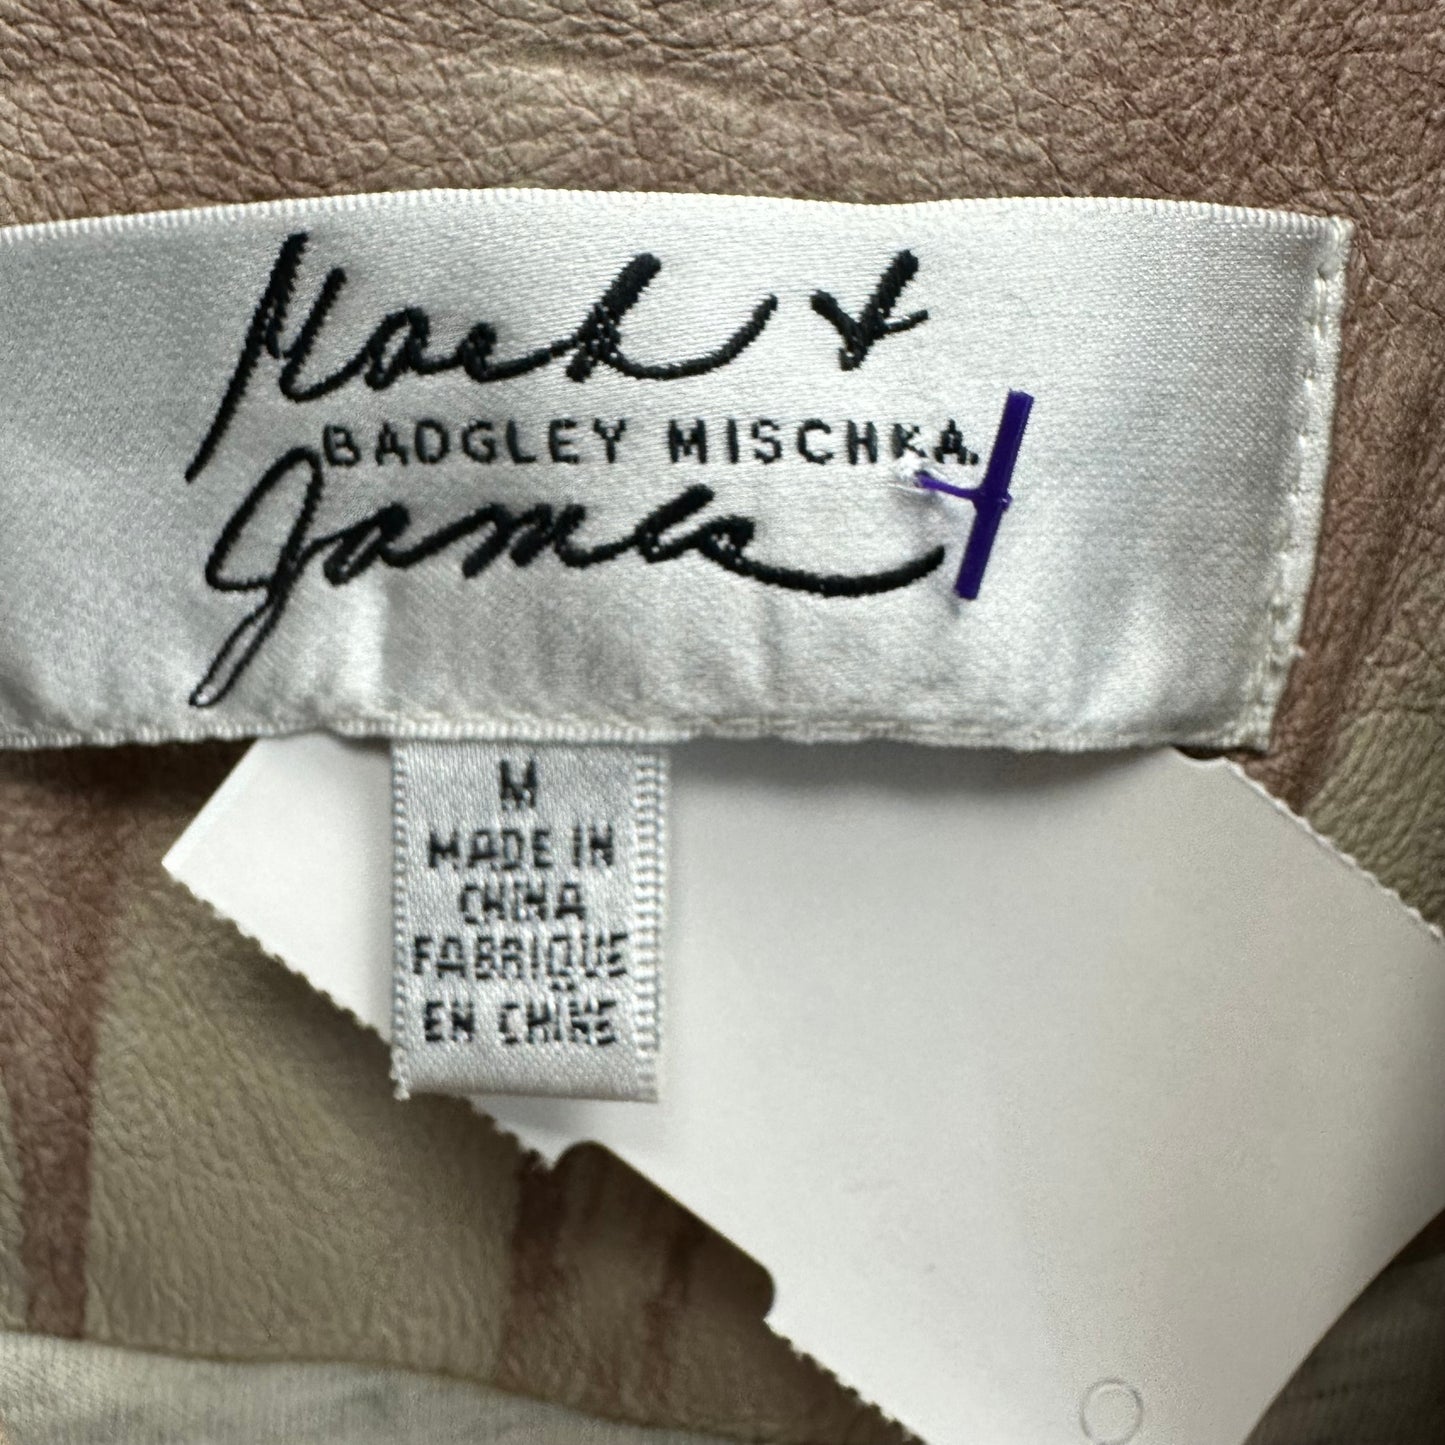 Mark &
BADGLEY MISCHKA.
James
M
MADE IN
CHINA
FABRIQUE
EN CHINE